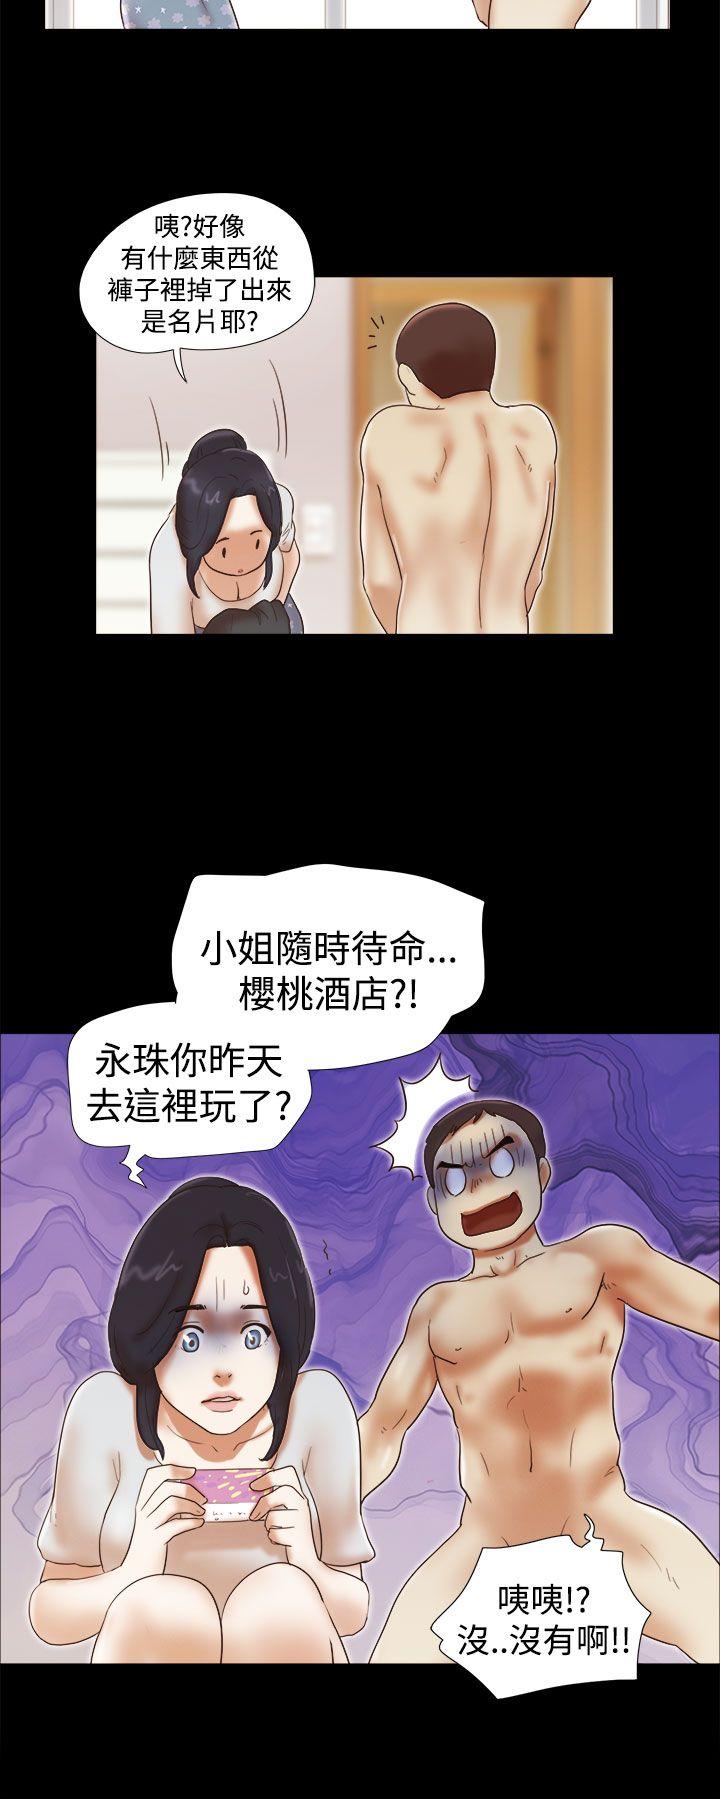 咦?好像
有什麼東西從
褲子裡掉了出來
是名片耶?
小姐隨時待命...
櫻桃酒店?!
永珠你昨天
去這裡玩了?
咦咦!?
沒..沒有啊!!